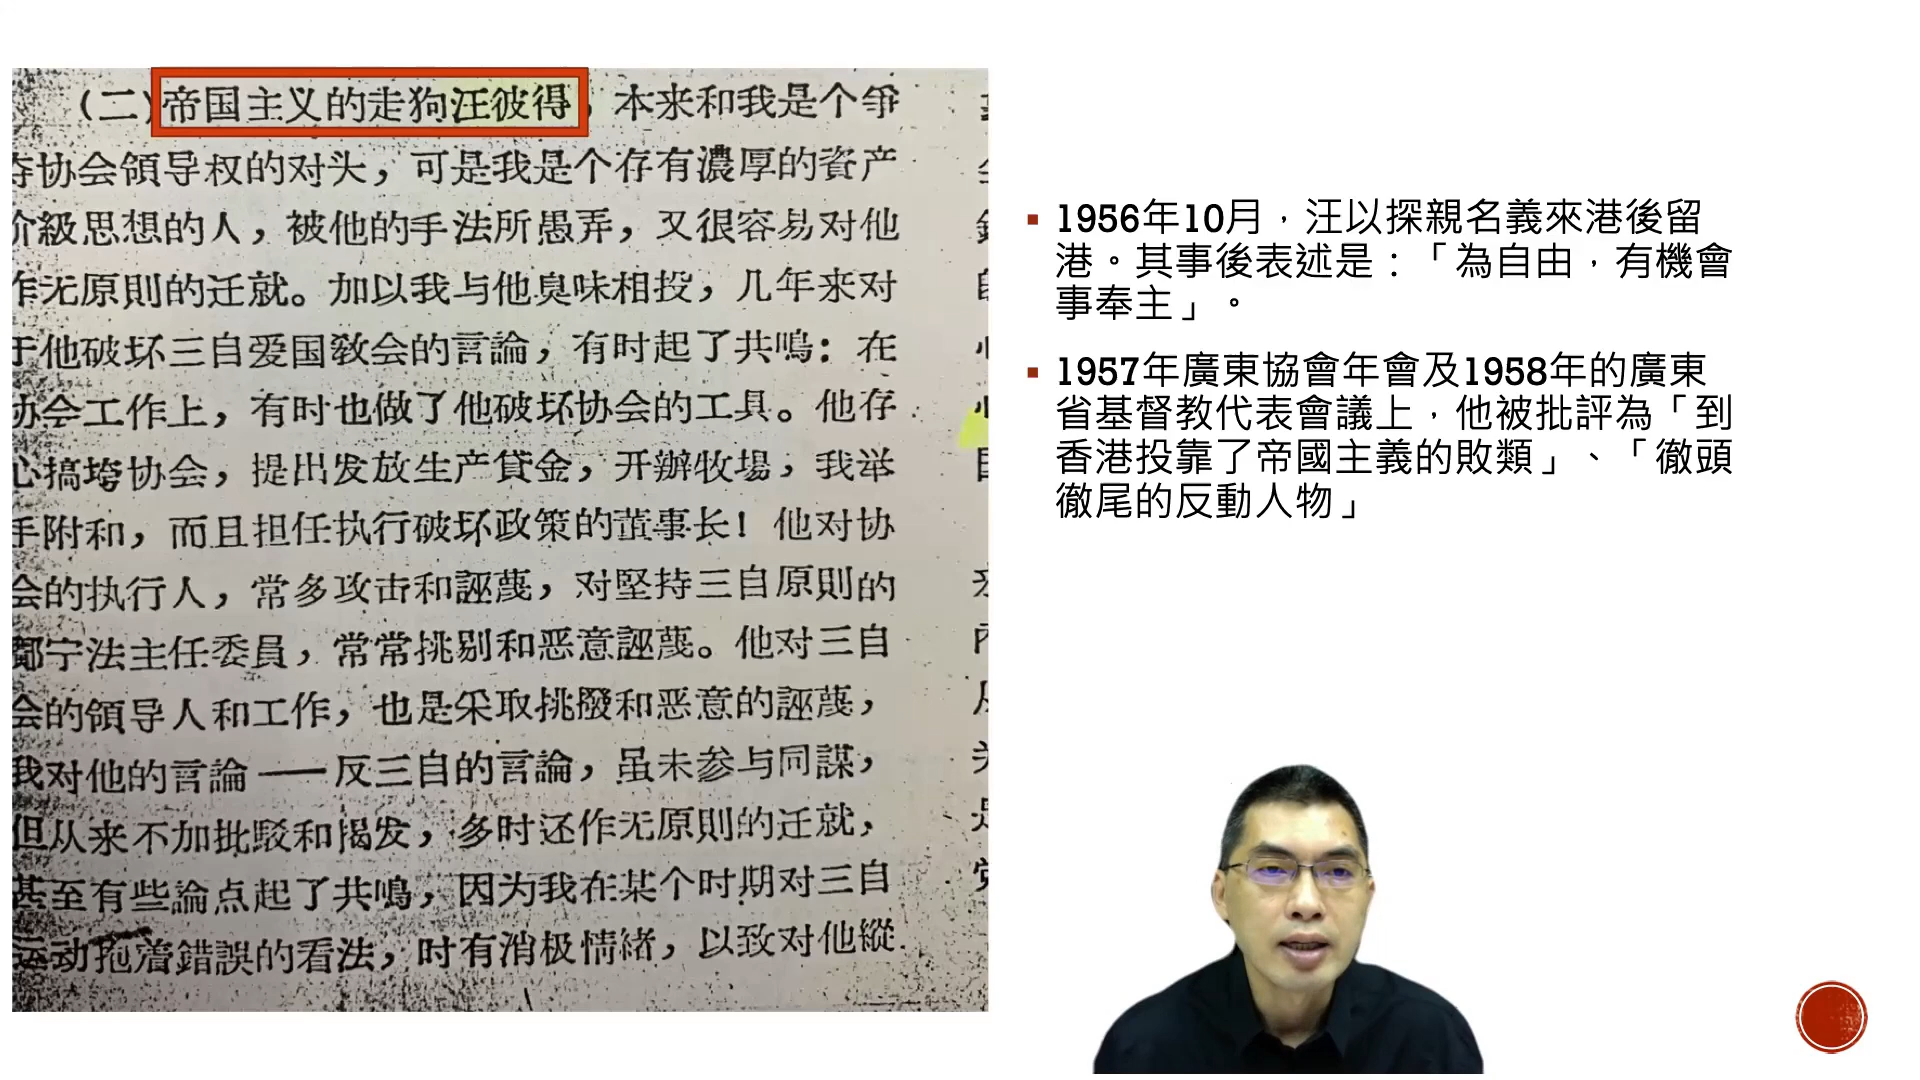 (二)帝国主义的走狗汪彼得，本来和我是个爭
夺协会領导权的对头，可是我是个存有濃厚的資产
介級思想的人，被他的手法所愚弄，又很容易对他
作无原則的迁就。加以我与他臭味相投，几年来对
于他破坏三自爱国教会的言論，有时起了共鳴：在
协会工作上，有时也做了他破坏协会的工具。他存
心搞垮协会，提出发放生产貸金，开辦牧場，我举
手附和，而且担任执行破坏政策的董事长！他对协
会的执行人，常多攻击和誣蔑，对堅持三自原則的
鄺宁法主任委員，常常挑剔和恶意誣蔑。他对三自
会的領导人和工作，也是采取挑撥和恶意的誣蔑，
我对他的言論——反三自的言論，虽未参与同謀，
但从来不加批駁和揭发，多时还作无原則的迁就，
甚至有些論点起了共鳴，因为我在某个时期对三自
运动抱着錯誤的看法，时有消极情緒，以致对他縱
▪ 1956年10月，汪以探親名義來港後留
港。其事後表述是：「為自由，有機會
事奉主」。
▪ 1957年廣東協會年會及1958年的廣東
省基督教代表會議上，他被批評為「到
香港投靠了帝國主義的敗類」、「徹頭
徹尾的反動人物」